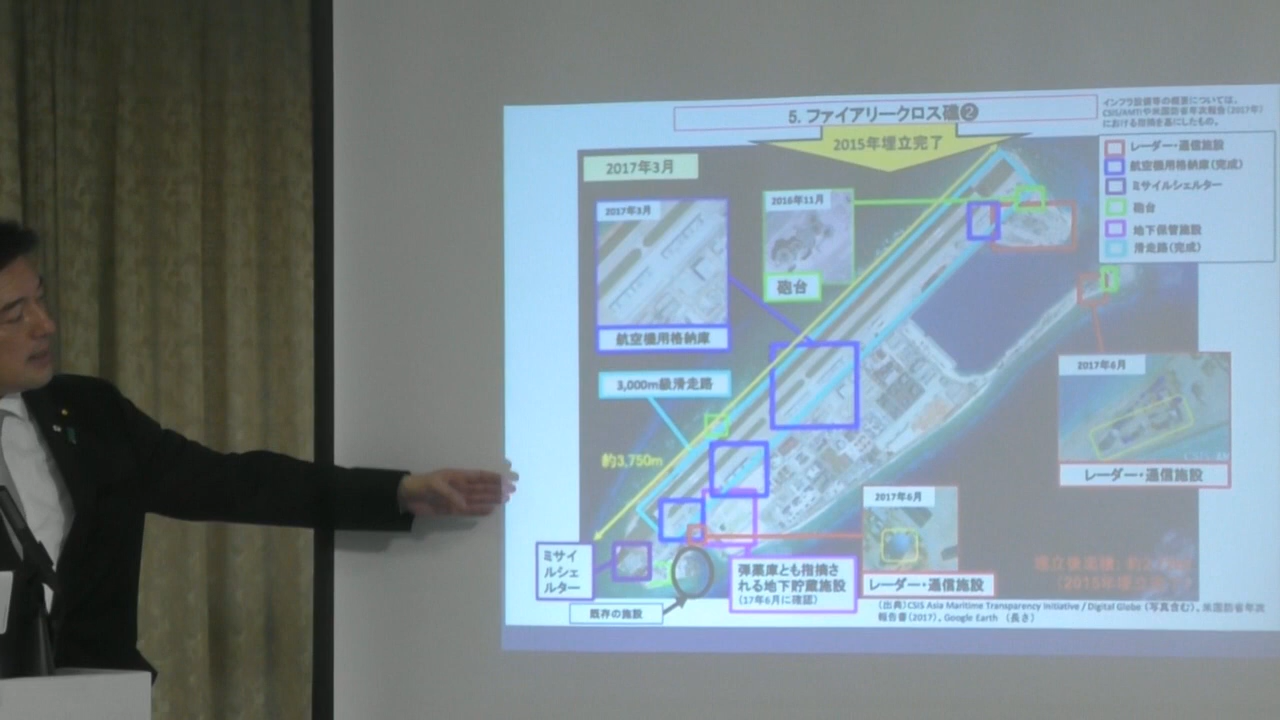 5. ファイアリークロス礁❷
インフラ設備等の概要については、
CSIS/AMTIや米国防省年次報告(2017年)
における指摘を基にしたもの。
2015年埋立完了
2017年3月
レーダー・通信施設
航空機用格納庫(完成)
ミサイルシェルター
砲台
地下保管施設
滑走路(完成)
2017年3月
航空機用格納庫
2016年11月
砲台
3,000m級滑走路
約3,750m
2017年6月
レーダー・通信施設
2017年6月
レーダー・通信施設
ミサイ
ルシェ
ルター
既存の施設
弾薬庫とも指摘さ
れる地下貯蔵施設
(17年6月に確認)
(出典)CSIS Asia Maritime Transparency Initiative / Digital Globe (写真含む), 米国防省年次
報告書(2017), Google Earth (長さ)